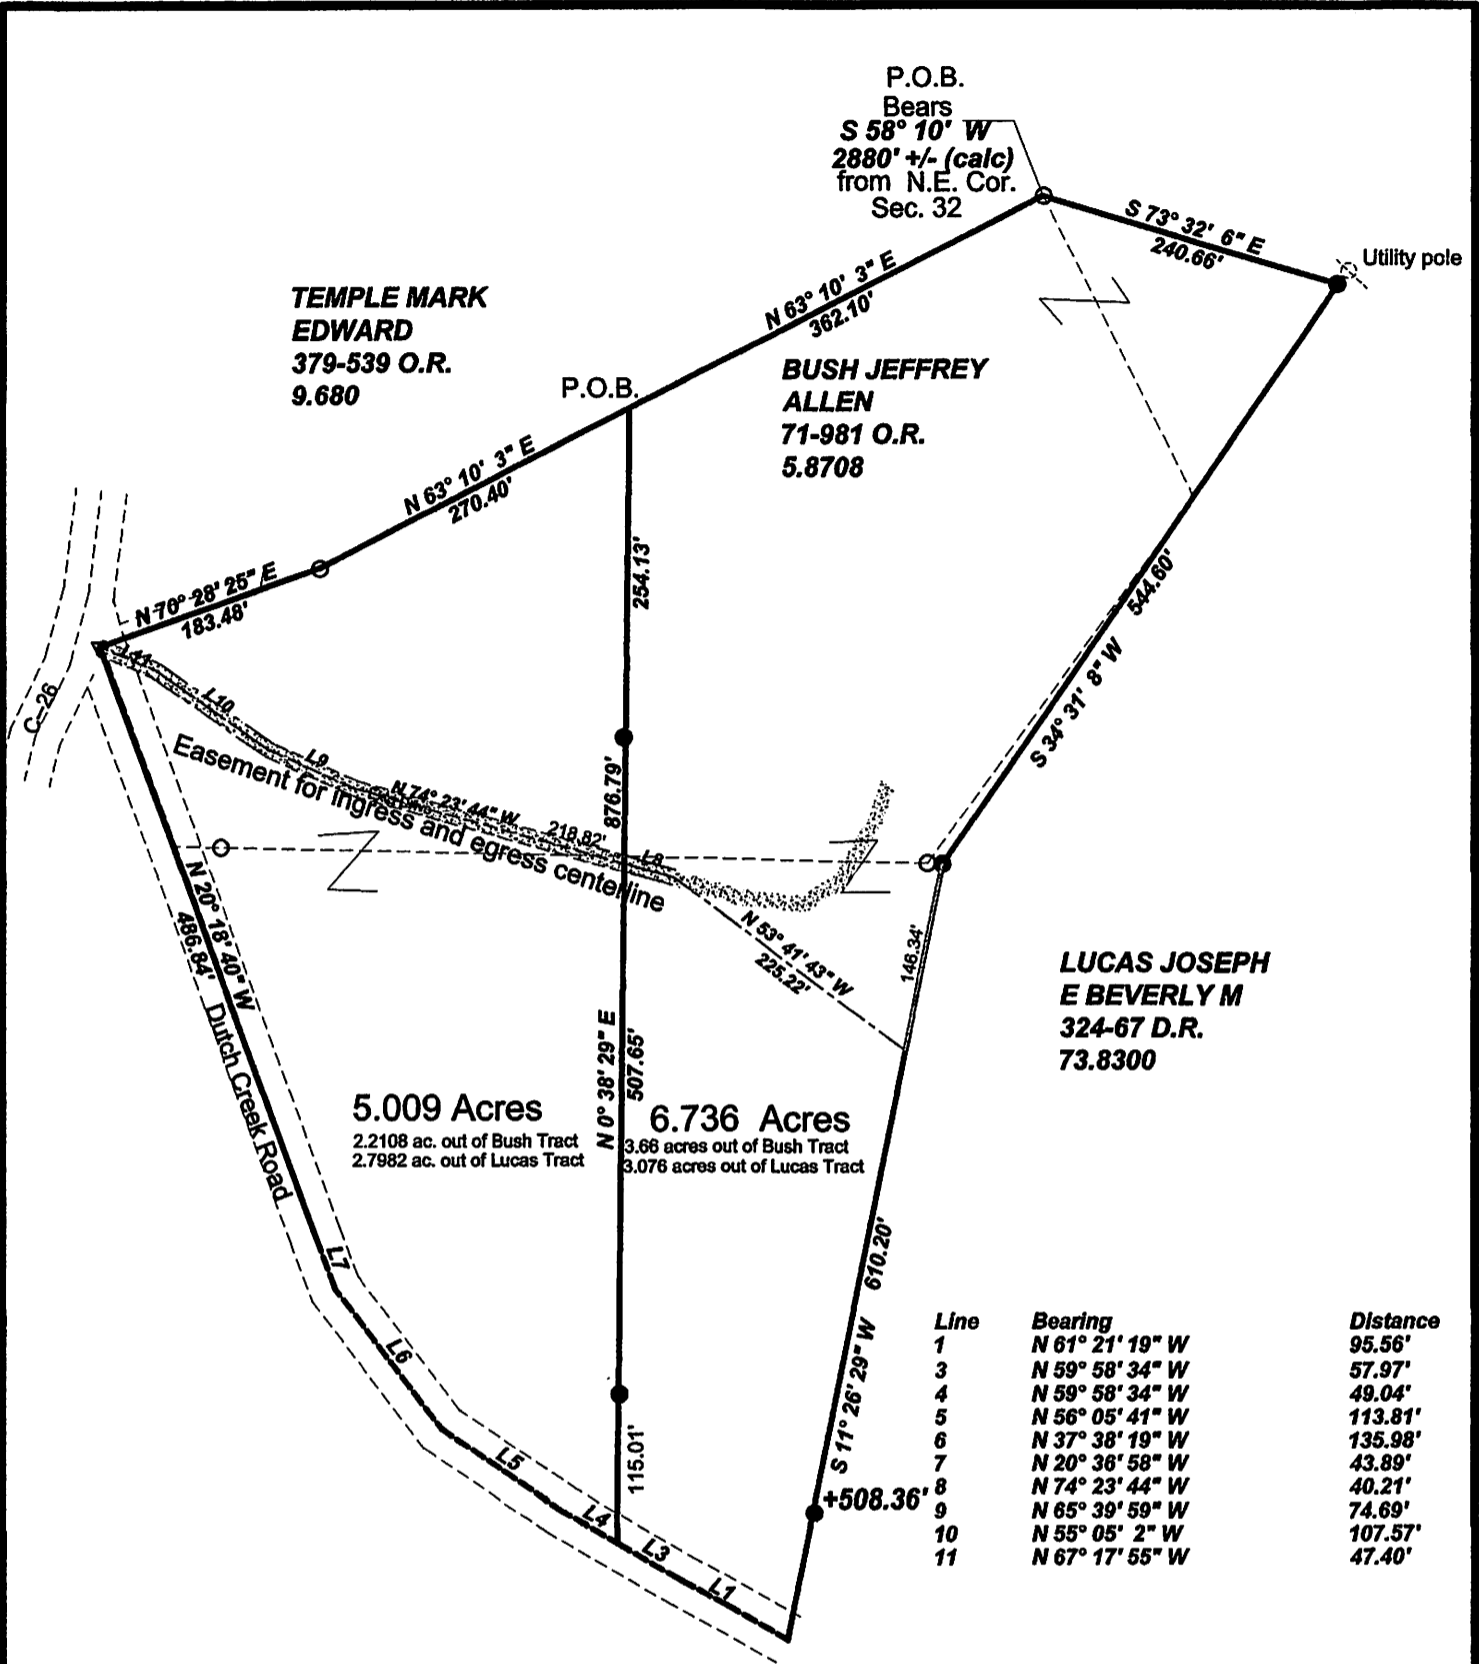 P.O.B.
Bears
S 58° 10' W
2880' +/- (calc)
from N.E. Cor.
Sec. 32
S 73° 32' 6" E
240.66'
Utility pole
N 63° 10' 3" E
362.10'
TEMPLE MARK
EDWARD
379-539 O.R.
9.680
P.O.B.
BUSH JEFFREY
ALLEN
71-981 O.R.
5.8708
N 63° 10' 3" E
270.40'
254.13'
N 70° 28' 25" E
183.48'
544.60'
S 34° 31' 8" W
C-26
L11
L10
L9
Easement for ingress and egress centerline
N 74° 23' 44" W
218.82'
L8
876.79'
N 20° 18' 40" W
486.84'
Dutch Creek Road
N 53° 41' 43" W
225.22'
146.34'
LUCAS JOSEPH
E BEVERLY M
324-67 D.R.
73.8300
N 0° 38' 29" E
507.65'
5.009 Acres
2.2108 ac. out of Bush Tract
2.7982 ac. out of Lucas Tract
6.736 Acres
3.66 acres out of Bush Tract
3.076 acres out of Lucas Tract
L7
L6
L5
L4
L3
L1
115.01'
610.20'
S 11° 26' 29" W
+508.36'
Line Bearing Distance
1 N 61° 21' 19" W 95.56'
3 N 59° 58' 34" W 57.97'
4 N 59° 58' 34" W 49.04'
5 N 56° 05' 41" W 113.81'
6 N 37° 38' 19" W 135.98'
7 N 20° 36' 58" W 43.89'
8 N 74° 23' 44" W 40.21'
9 N 65° 39' 59" W 74.69'
10 N 55° 05' 2" W 107.57'
11 N 67° 17' 55" W 47.40'